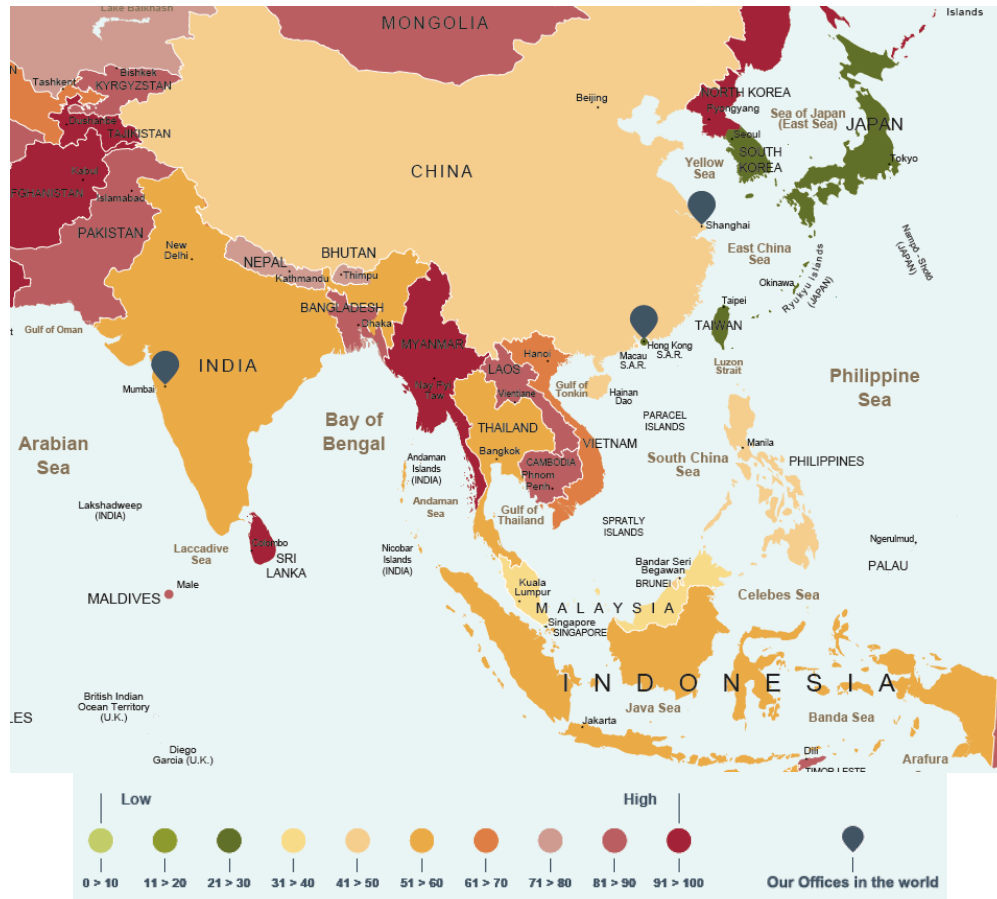 Lake Balkhash
MONGOLIA
Islands
N
Tashkent
Bishkek
KYRGYZSTAN
Beijing
NORTH KOREA
Pyongyang
Sea of Japan
(East Sea)
JAPAN
Dushanbe
TAJIKISTAN
Seoul
SOUTH
KOREA
Tokyo
CHINA
Yellow
Sea
Kabul
FGHANISTAN
Islamabad
PAKISTAN
Shanghai
New
Delhi
NEPAL
Kathmandu
BHUTAN
Thimpu
East China
Sea
Nampō - Shotō
(JAPAN)
Okinawa
Ryukyu Islands
(JAPAN)
BANGLADESH
Dhaka
Taipei
TAIWAN
Gulf of Oman
t
MYANMAR
Hanoi
Macau
S.A.R.
Hong Kong
S.A.R.
Luzon
Strait
INDIA
LAOS
Nay Py
Taw
Vientiane
Gulf of
Tonkin
Hainan
Dao
Philippine
Sea
Mumbai
Arabian
Sea
Bay of
Bengal
THAILAND
Bangkok
VIETNAM
PARACEL
ISLANDS
Manila
PHILIPPINES
South China
Sea
CAMBODIA
Phnom
Penh
Andaman
Islands
(INDIA)
Andaman
Sea
Gulf of
Thailand
SPRATLY
ISLANDS
Lakshadweep
(INDIA)
Laccadive
Sea
Colombo
SRI
LANKA
Nicobar
Islands
(INDIA)
Ngerulmud
PALAU
Male
MALDIVES
Kuala
Lumpur
MALAYSIA
Bandar Seri
Begawan
BRUNEI
Celebes Sea
Singapore
SINGAPORE
INDONESIA
British Indian
Ocean Territory
(U.K.)
LES
Java Sea
Banda Sea
Jakarta
Diego
Garcia (U.K.)
Dili
TIMOR-LESTE
Arafura
Low
High
0 > 10
11 > 20
21 > 30
31 > 40
41 > 50
51 > 60
61 > 70
71 > 80
81 > 90
91 > 100
Our Offices in the world